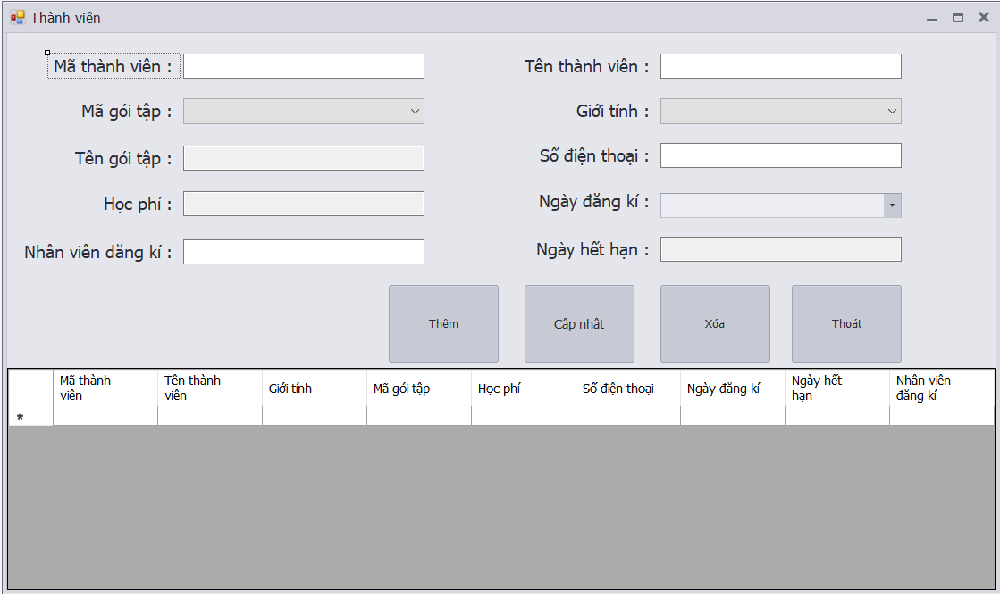 Thành viên
Mã thành viên :
Tên thành viên :
Mã gói tập :
Giới tính :
Tên gói tập :
Số điện thoại :
Học phí :
Ngày đăng kí :
Nhân viên đăng kí :
Ngày hết hạn :
Thêm
Cập nhật
Xóa
Thoát
Mã thành
viên
Tên thành
viên
Giới tính
Mã gói tập
Học phí
Số điện thoại
Ngày đăng kí
Ngày hết
hạn
Nhân viên
đăng kí
*